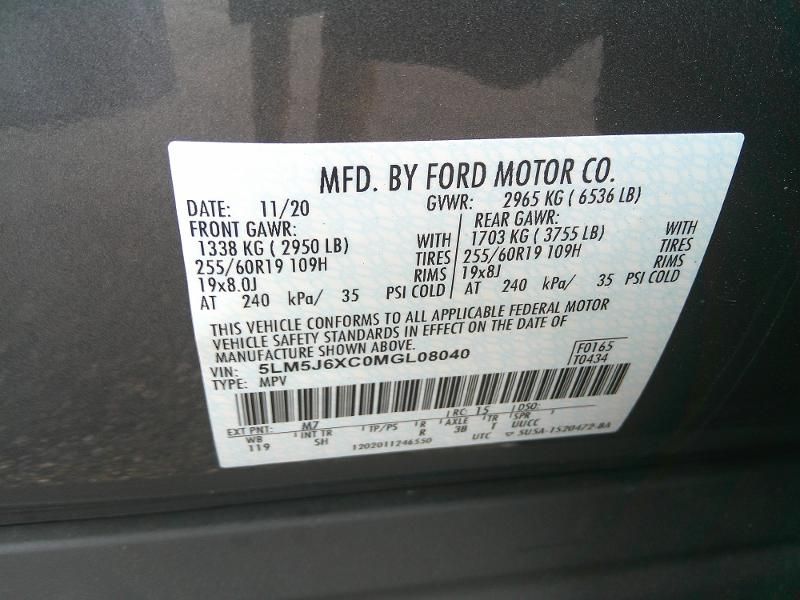 MFD. BY FORD MOTOR CO.
DATE: 11/20 GVWR: 2965 KG ( 6536 LB)
FRONT GAWR: REAR GAWR:
1338 KG ( 2950 LB) WITH 1703 KG ( 3755 LB) WITH
255/60R19 109H TIRES 255/60R19 109H TIRES
19x8.0J RIMS 19x8J RIMS
AT 240 kPa/ 35 PSI COLD AT 240 kPa/ 35 PSI COLD
THIS VEHICLE CONFORMS TO ALL APPLICABLE FEDERAL MOTOR
VEHICLE SAFETY STANDARDS IN EFFECT ON THE DATE OF
MANUFACTURE SHOWN ABOVE.
VIN: 5LM5J6XC0MGL08040 F0165
TYPE: MPV T0434
EXT PNT: M7 RC: 15 DSO:
WB INT TR TP/PS R AXLE TR SPR
119 SH R 3B T UUCC
1202011246550 UTC 5USA-1520472-BA